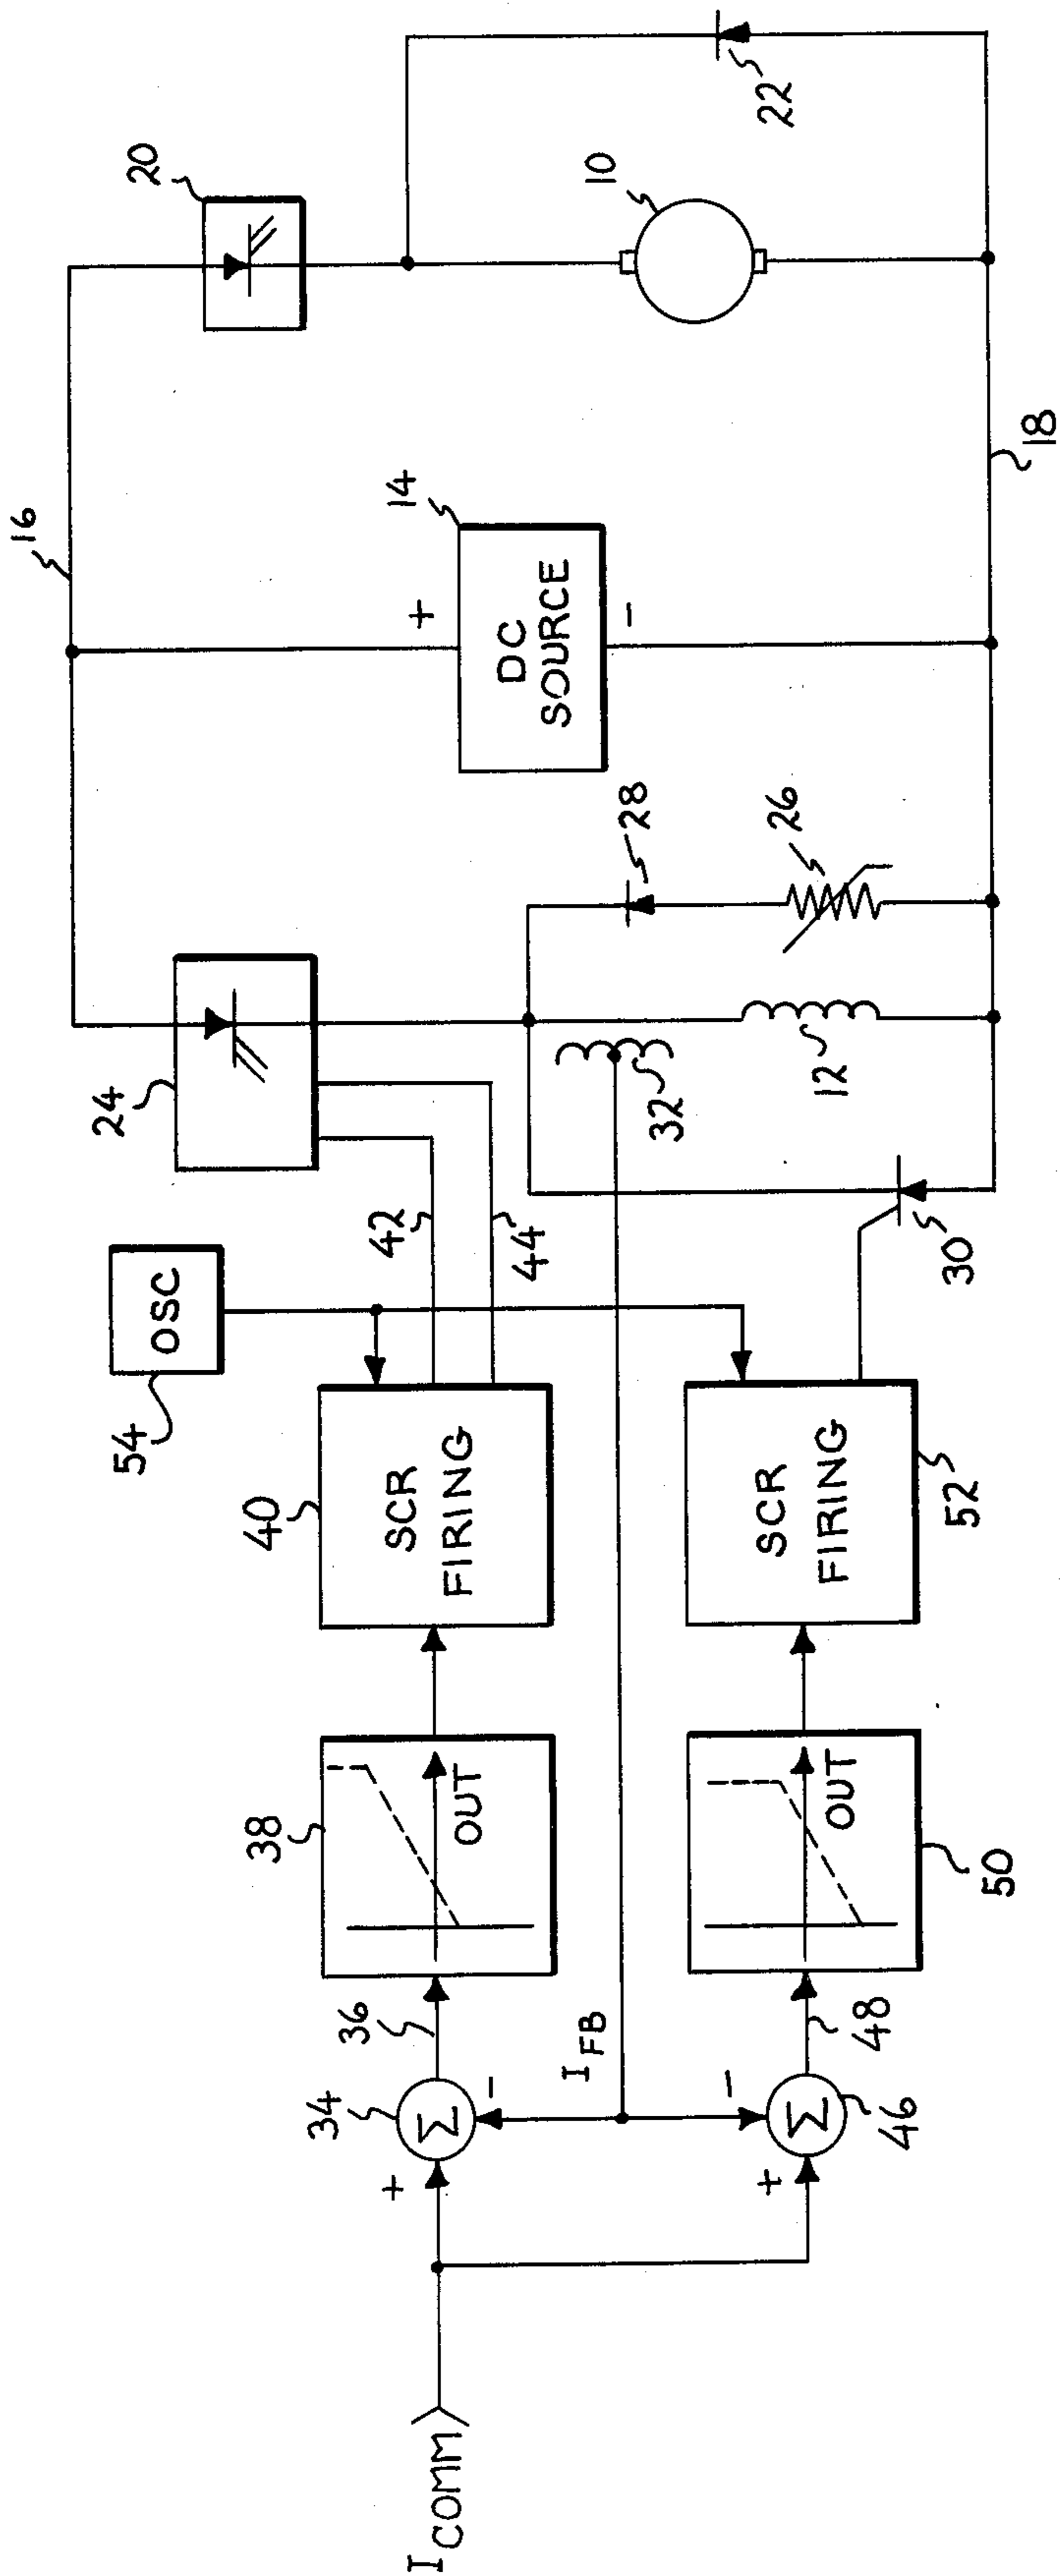 16
20
22
10
14
+
DC
SOURCE
-
18
24
28
26
32
12
30
42
44
OSC
54
40
SCR
FIRING
SCR
FIRING
52
38
OUT
OUT
50
36
48
34
Σ
+
-
I FB
-
Σ
+
46
I COMM